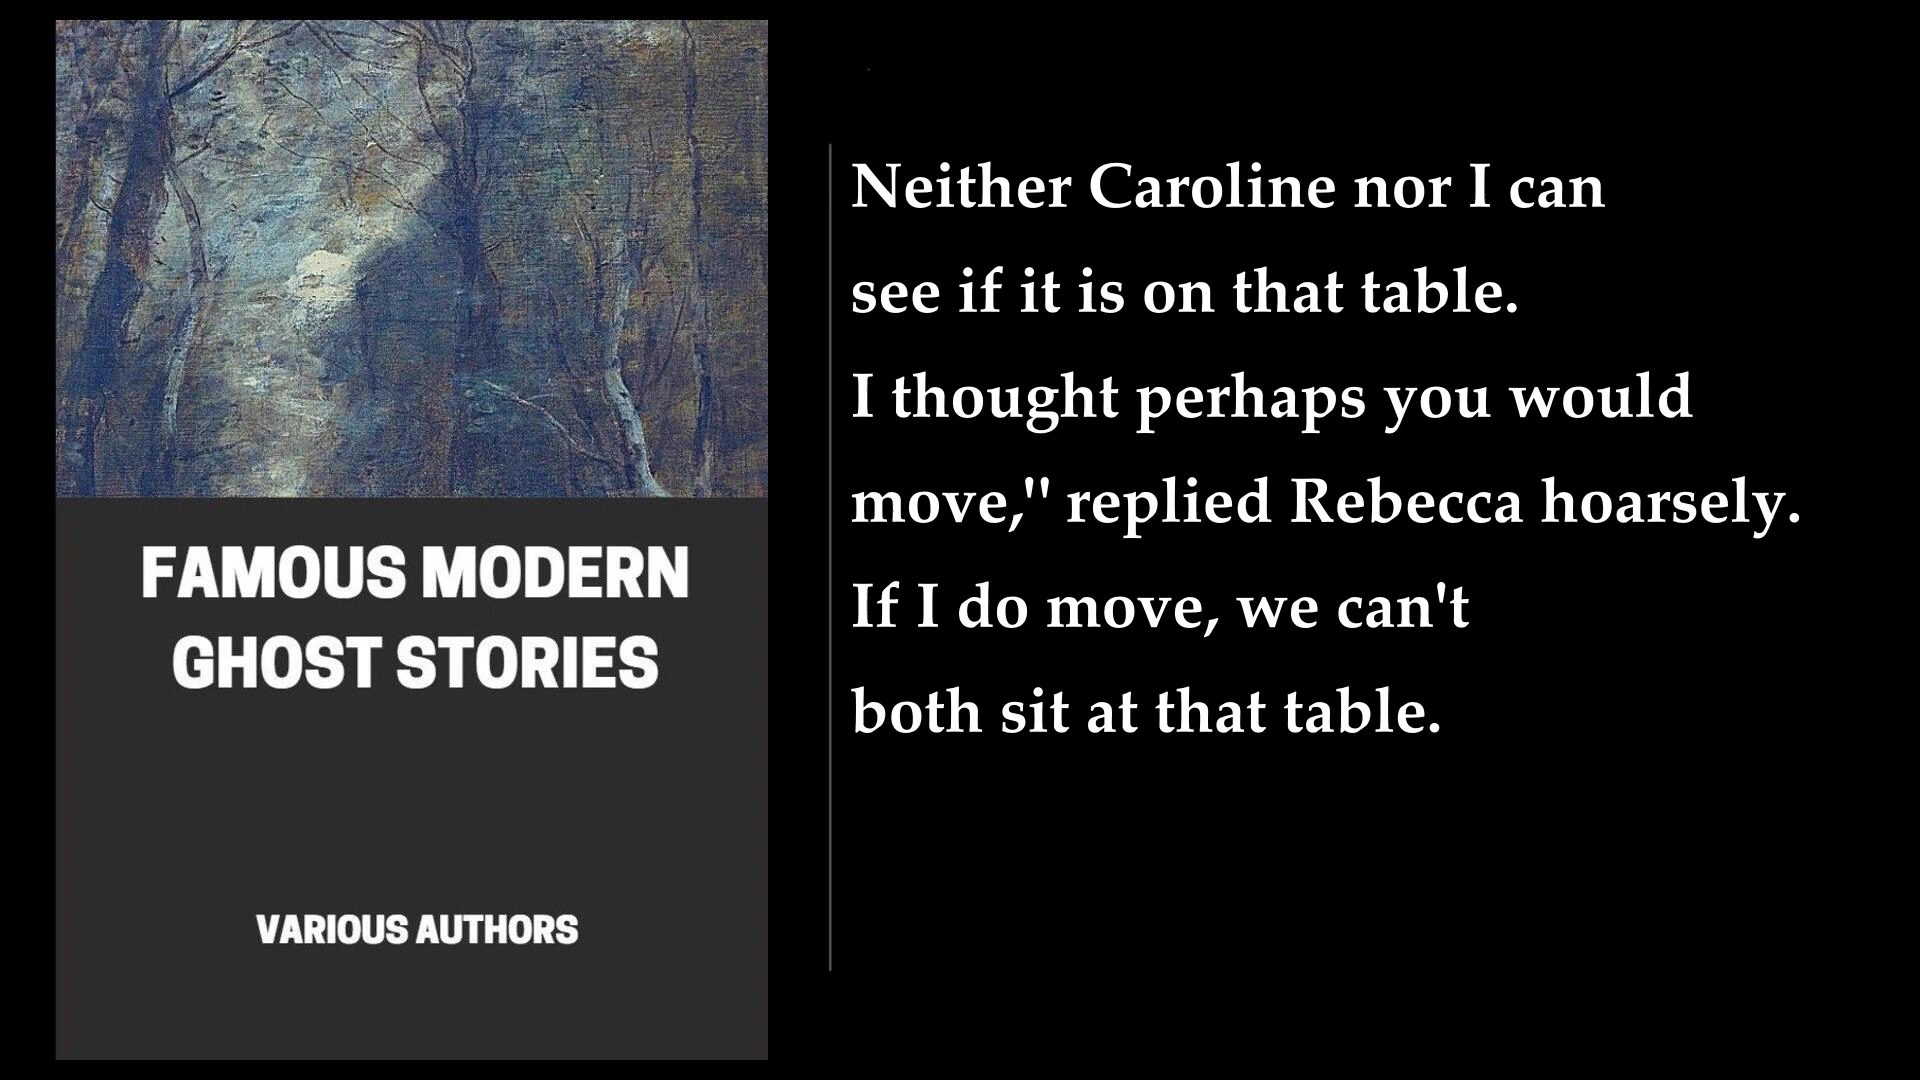 FAMOUS MODERN
GHOST STORIES
VARIOUS AUTHORS
Neither Caroline nor I can
see if it is on that table.
I thought perhaps you would
move," replied Rebecca hoarsely.
If I do move, we can't
both sit at that table.